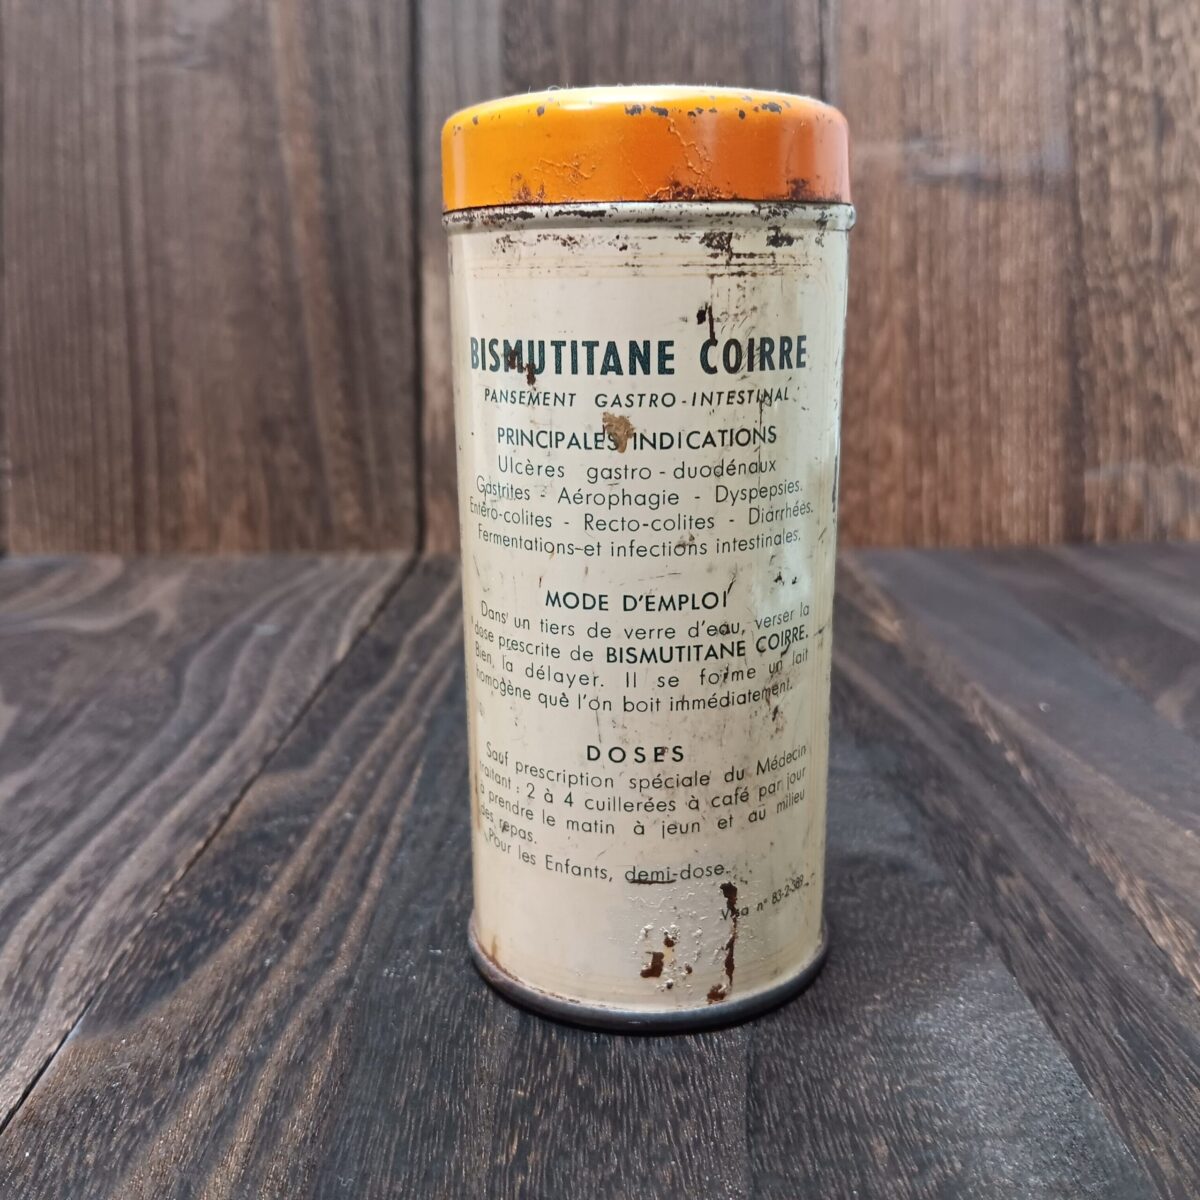 BISMUTITANE COIRRE
PANSEMENT GASTRO-INTESTINAL
PRINCIPALES INDICATIONS
Ulcères gastro-duodénaux
Gastrites - Aérophagie - Dyspepsies.
Entéro-colites - Recto-colites - Diarrhées.
Fermentations et infections intestinales.
MODE D'EMPLOI
Dans un tiers de verre d'eau, verser la
dose prescrite de BISMUTITANE COIRRE.
Bien la délayer. Il se forme un lait
homogène que l'on boit immédiatement.
DOSES
Sauf prescription spéciale du Médecin
traitant : 2 à 4 cuillerées à café par jour
à prendre le matin à jeun et au milieu
des repas.
Pour les Enfants, demi-dose.
Visa n° 83-2-389